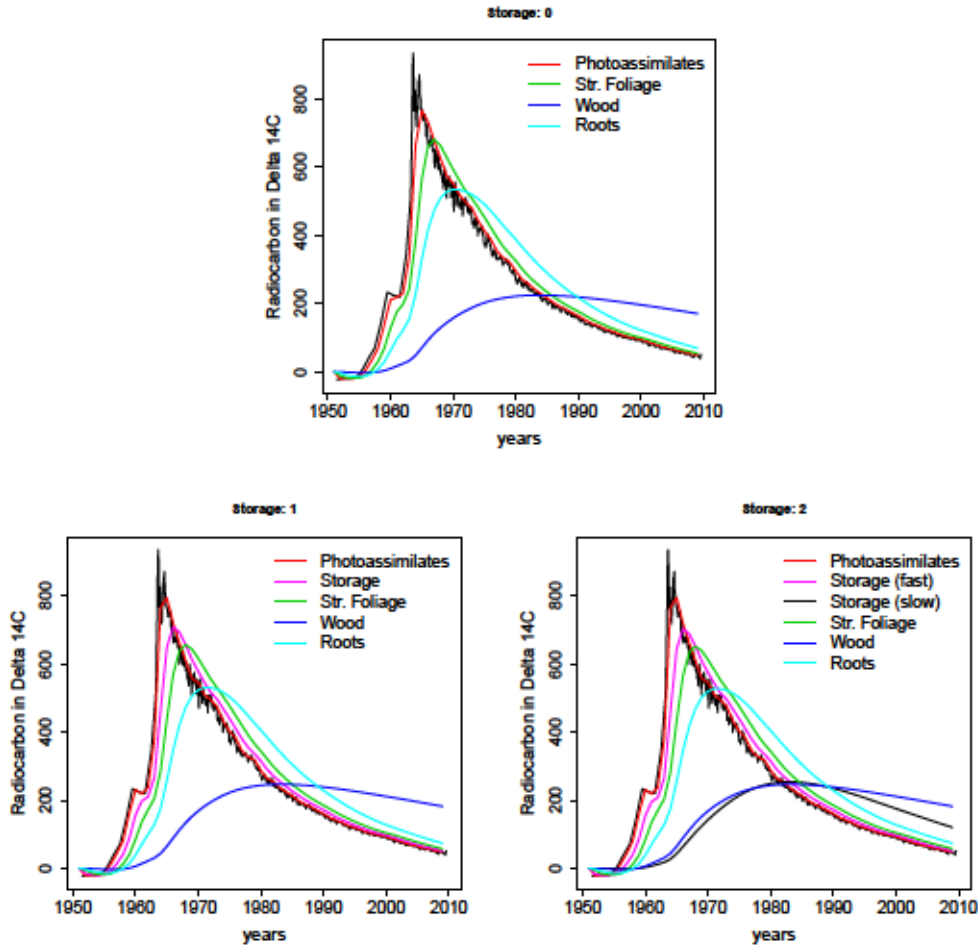 Storage: 0
Radiocarbon in Delta 14C
800
600
400
200
0
Photoassimilates
Str. Foliage
Wood
Roots
1950 1960 1970 1980 1990 2000 2010
years
Storage: 1
Radiocarbon in Delta 14C
800
600
400
200
0
Photoassimilates
Storage
Str. Foliage
Wood
Roots
1950 1960 1970 1980 1990 2000 2010
years
Storage: 2
Radiocarbon in Delta 14C
800
600
400
200
0
Photoassimilates
Storage (fast)
Storage (slow)
Str. Foliage
Wood
Roots
1950 1960 1970 1980 1990 2000 2010
years